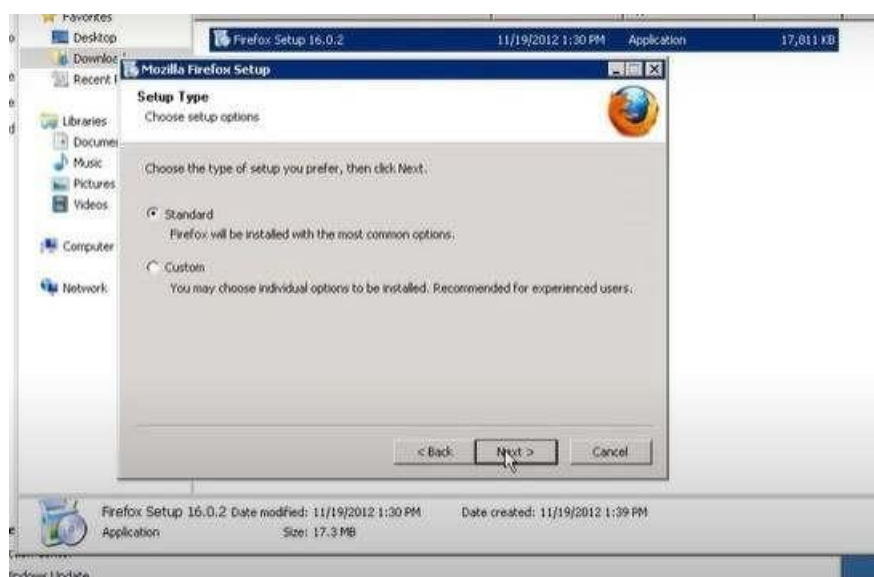 Favorites
Desktop
Firefox Setup 16.0.2 11/19/2012 1:30 PM Application 17,811 KB
Mozilla Firefox Setup
Recent
Setup Type
Choose setup options
Libraries
Music
Pictures
Videos
Computer
Network
Choose the type of setup you prefer, then click Next.
Standard
Firefox will be installed with the most common options.
Custom
You may choose individual options to be installed. Recommended for experienced users.
< Back
Next >
Cancel
Firefox Setup 16.0.2 Date modified: 11/19/2012 1:30 PM Date created: 11/19/2012 1:39 PM
Application Size: 17.3 MB
Windows Update